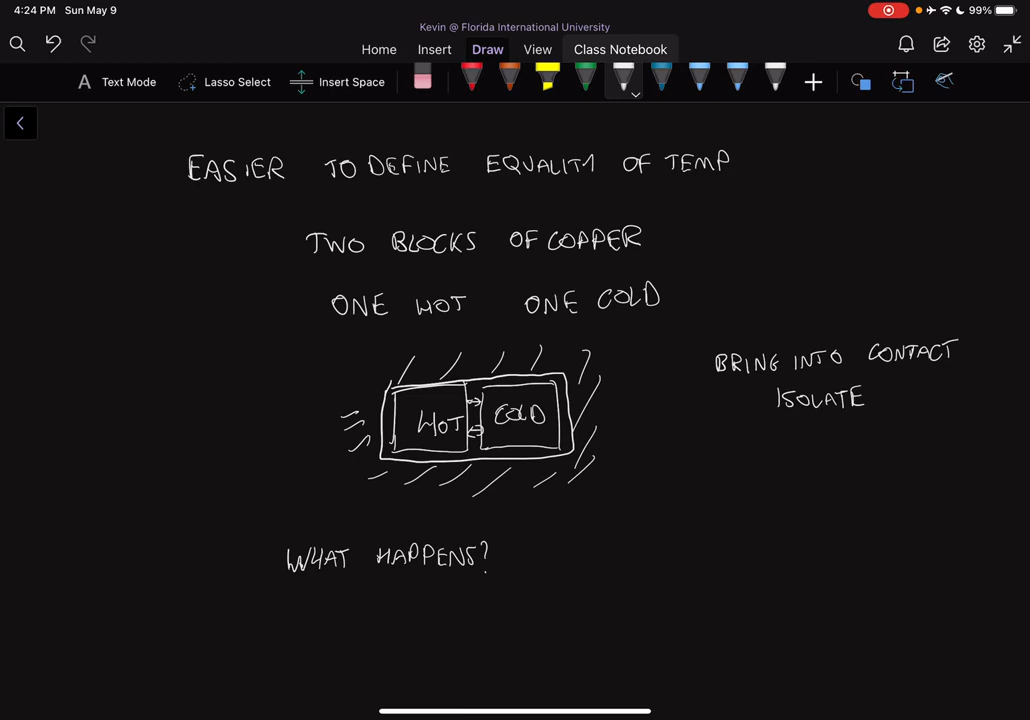 4:24 PM Sun May 9 99%
Kevin @ Florida International University
Home Insert Draw View Class Notebook
A Text Mode Lasso Select Insert Space
EASIER TO DEFINE EQUALITY OF TEMP
TWO BLOCKS OF COPPER
ONE HOT ONE COLD
BRING INTO CONTACT
ISOLATE
HOT COLD
WHAT HAPPENS?